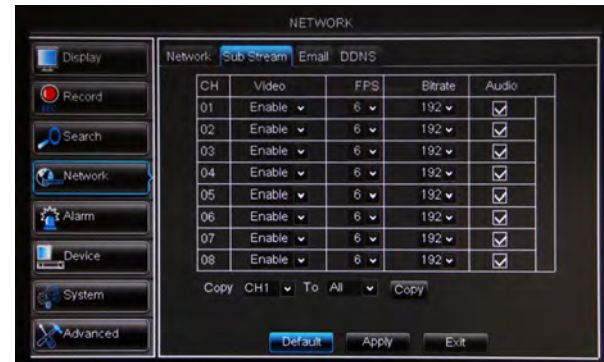 NETWORK
Display
Record
REC
Search
Network
Alarm
Device
System
Advanced
Network Sub Stream Email DDNS
CH Video FPS Bitrate Audio
01 Enable 6 192
02 Enable 6 192
03 Enable 6 192
04 Enable 6 192
05 Enable 6 192
06 Enable 6 192
07 Enable 6 192
08 Enable 6 192
Copy CH1 To All Copy
Default Apply Exit